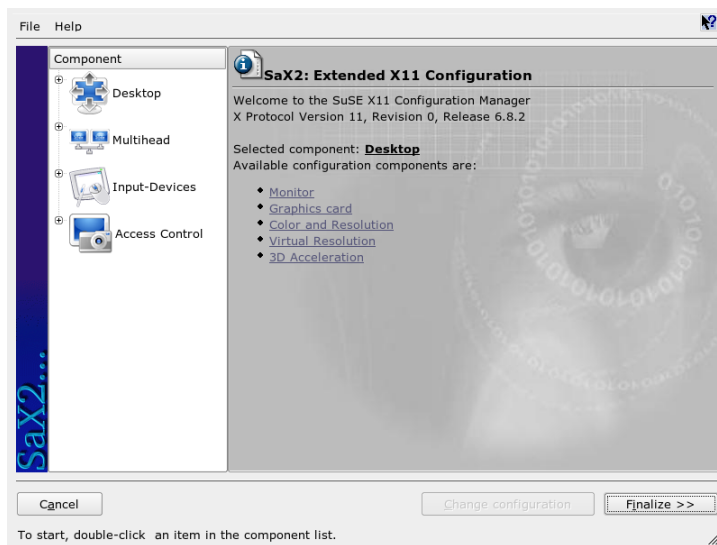 File Help
Component
Desktop
Multihead
Input-Devices
Access Control
SaX2...
SaX2: Extended X11 Configuration
Welcome to the SuSE X11 Configuration Manager
X Protocol Version 11, Revision 0, Release 6.8.2
Selected component: Desktop
Available configuration components are:
Monitor
Graphics card
Color and Resolution
Virtual Resolution
3D Acceleration
Cancel
Change configuration
Finalize >>
To start, double-click an item in the component list.